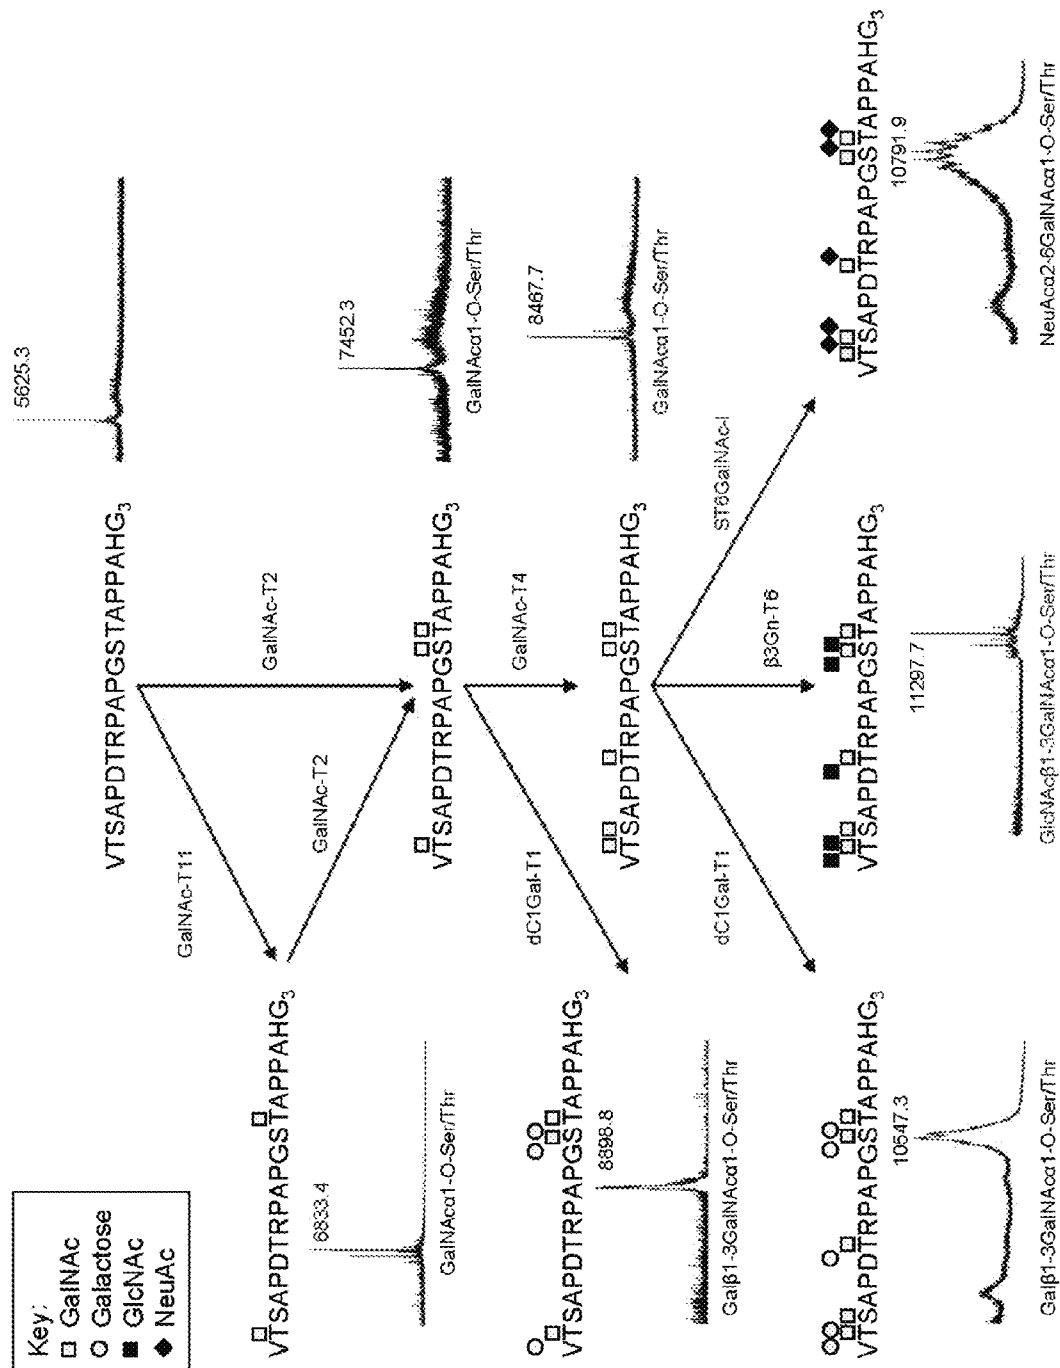 Key:
GalNAc
Galactose
GlcNAc
NeuAc
VTSAPDTRPAPGSTAPPAHG3
5625.3
GalNAc-T11
GalNAc-T2
GalNAc-T2
VTSAPDTRPAPGSTAPPAHG3
6833.4
GalNAcα1-O-Ser/Thr
VTSAPDTRPAPGSTAPPAHG3
7452.3
GalNAcα1-O-Ser/Thr
dC1Gal-T1
GalNAc-T4
VTSAPDTRPAPGSTAPPAHG3
8898.8
Galβ1-3GalNAcα1-O-Ser/Thr
VTSAPDTRPAPGSTAPPAHG3
8467.7
GalNAcα1-O-Ser/Thr
dC1Gal-T1
β3Gn-T6
ST6GalNAc-I
VTSAPDTRPAPGSTAPPAHG3
10547.3
Galβ1-3GalNAcα1-O-Ser/Thr
VTSAPDTRPAPGSTAPPAHG3
11297.7
GlcNAcβ1-3GalNAcα1-O-Ser/Thr
VTSAPDTRPAPGSTAPPAHG3
10791.9
NeuAcα2-6GalNAcα1-O-Ser/Thr